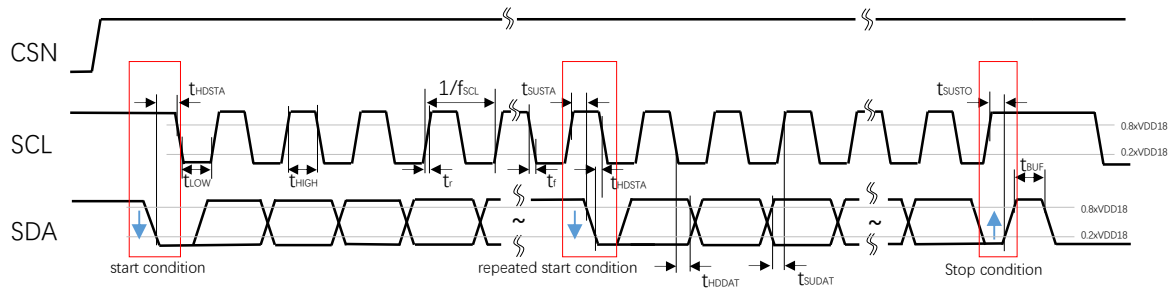 CSN
tHDSTA
1/fSCL
tSUSTA
tSUSTO
SCL
0.8xVDD18
0.2xVDD18
tLOW
tHIGH
tr
tf
tHDSTA
tBUF
SDA
~
~
0.8xVDD18
0.2xVDD18
start condition
repeated start condition
tHDDAT
tSUDAT
Stop condition